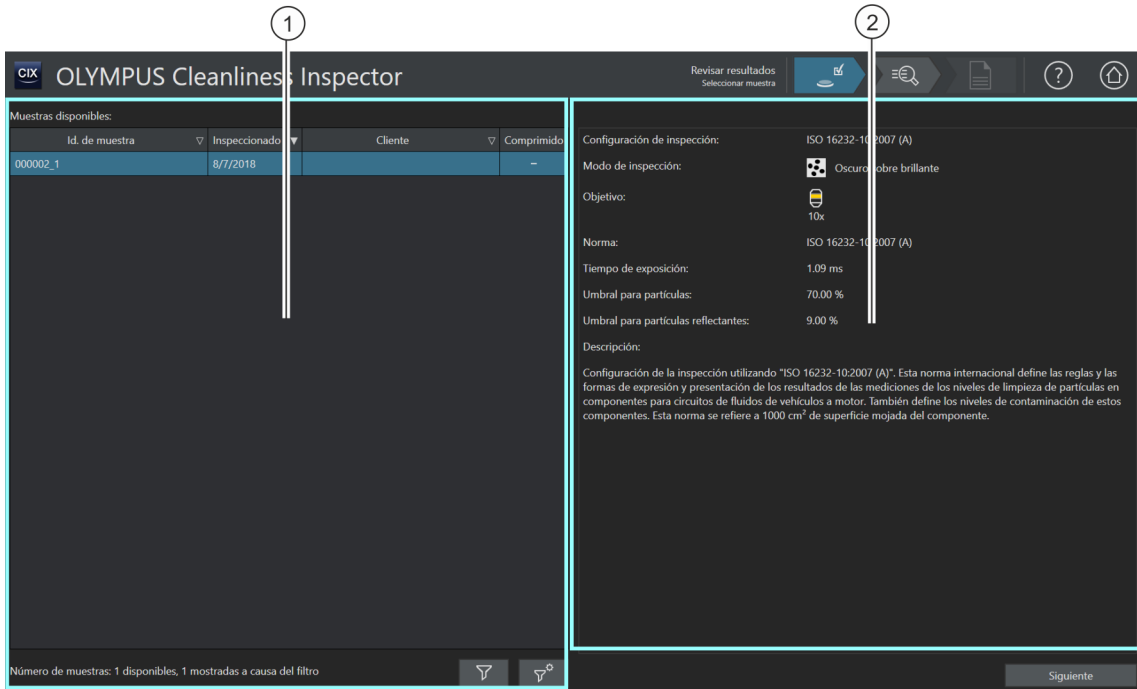 1
2
CIX
OLYMPUS Cleanliness Inspector
Revisar resultados
Seleccionar muestra
?
Muestras disponibles:
Id. de muestra Inspeccionado Cliente Comprimido
000002_1 8/7/2018 –
Número de muestras: 1 disponibles, 1 mostradas a causa del filtro
Configuración de inspección: ISO 16232-10:2007 (A)
Modo de inspección: Oscuro sobre brillante
Objetivo:
10x
Norma: ISO 16232-10:2007 (A)
Tiempo de exposición: 1.09 ms
Umbral para partículas: 70.00 %
Umbral para partículas reflectantes: 9.00 %
Descripción:
Configuración de la inspección utilizando "ISO 16232-10:2007 (A)". Esta norma internacional define las reglas y las
formas de expresión y presentación de los resultados de las mediciones de los niveles de limpieza de partículas en
componentes para circuitos de fluidos de vehículos a motor. También define los niveles de contaminación de estos
componentes. Esta norma se refiere a 1000 cm² de superficie mojada del componente.
Siguiente